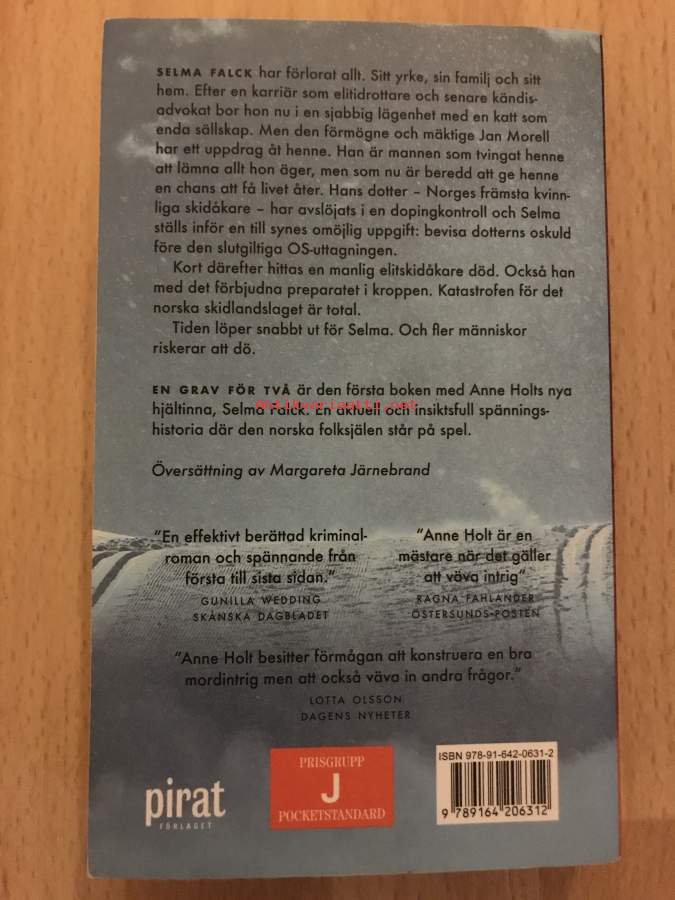 SELMA FALCK har förlorat allt. Sitt yrke, sin familj och sitt
hem. Efter en karriär som elitidrottare och senare kändis-
advokat bor hon nu i en sjabbig lägenhet med en katt som
enda sällskap. Men den förmögne och mäktige Jan Morell
har ett uppdrag åt henne. Han är mannen som tvingat henne
att lämna allt hon äger, men som nu är beredd att ge henne
en chans att få livet åter. Hans dotter – Norges främsta kvinn-
liga skidåkare – har avslöjats i en dopingkontroll och Selma
ställs inför en till synes omöjlig uppgift: bevisa dotterns oskuld
före den slutgiltiga OS-uttagningen.
Kort därefter hittas en manlig elitskidåkare död. Också han
med det förbjudna preparatet i kroppen. Katastrofen för det
norska skidlandslaget är total.
Tiden löper snabbt ut för Selma. Och fler människor
riskerar att dö.
EN GRAV FÖR TVÅ är den första boken med Anne Holts nya
hjältinna, Selma Falck. En aktuell och insiktsfull spännings-
historia där den norska folksjälen står på spel.
Översättning av Margareta Järnebrand
"En effektivt berättad kriminal-
roman och spännande från
första till sista sidan."
GUNILLA WEDDING
SKÅNSKA DAGBLADET
"Anne Holt är en
mästare när det gäller
att väva intrig"
RAGNA FAHLANDER
ÖSTERSUNDS-POSTEN
"Anne Holt besitter förmågan att konstruera en bra
mordintrig men att också väva in andra frågor."
LOTTA OLSSON
DAGENS NYHETER
pirat
FÖRLAGET
PRISGRUPP
J
POCKETSTANDARD
ISBN 978-91-642-0631-2
9 789164 206312